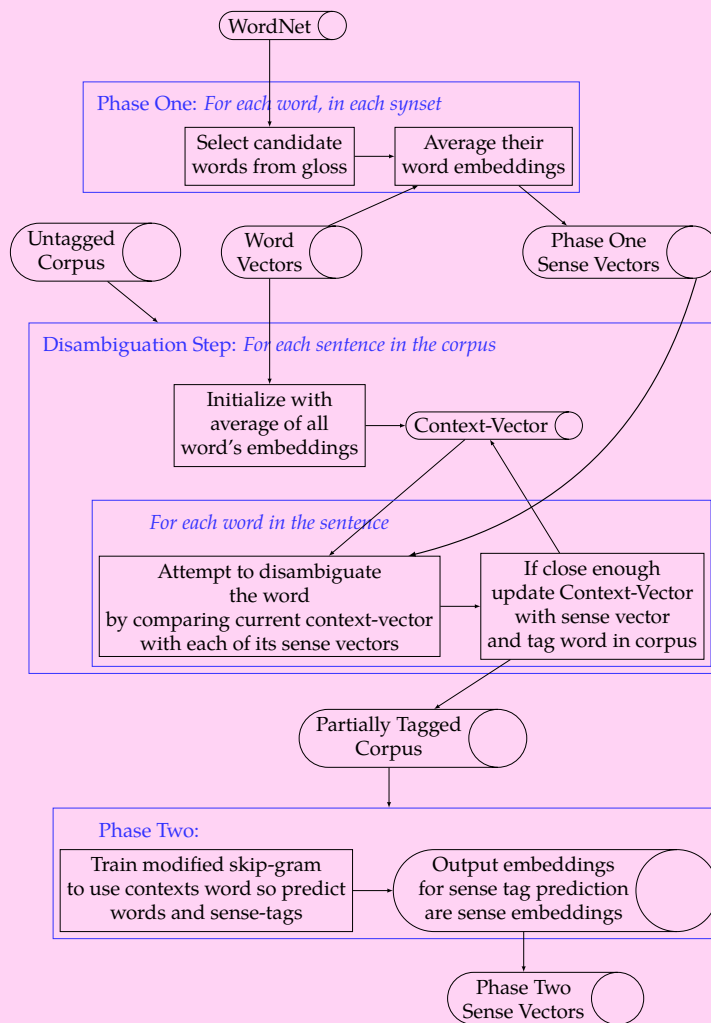 WordNet
Phase One: For each word, in each synset
Select candidate
words from gloss
Average their
word embeddings
Untagged
Corpus
Word
Vectors
Phase One
Sense Vectors
Disambiguation Step: For each sentence in the corpus
Initialize with
average of all
word's embeddings
Context-Vector
For each word in the sentence
Attempt to disambiguate
the word
by comparing current context-vector
with each of its sense vectors
If close enough
update Context-Vector
with sense vector
and tag word in corpus
Partially Tagged
Corpus
Phase Two:
Train modified skip-gram
to use contexts word so predict
words and sense-tags
Output embeddings
for sense tag prediction
are sense embeddings
Phase Two
Sense Vectors